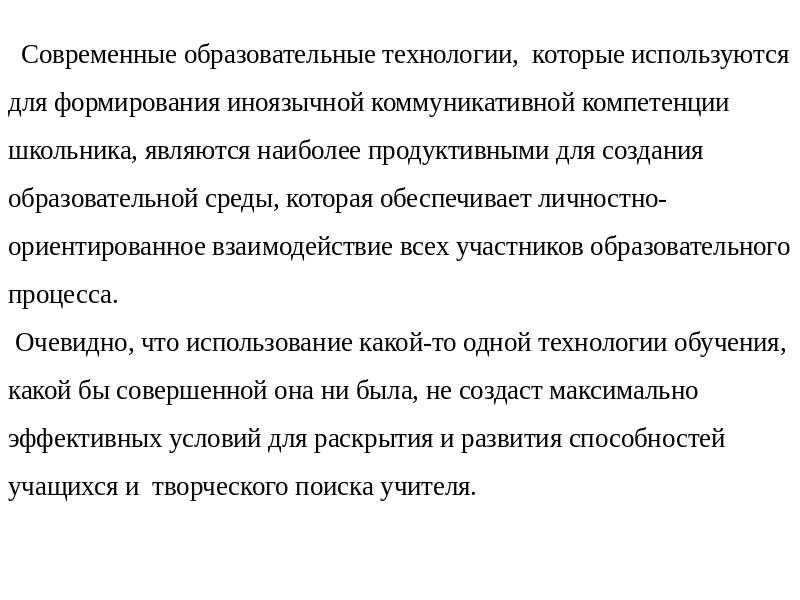 Современные образовательные технологии,  которые используются
для формирования иноязычной коммуникативной компетенции
школьника, являются наиболее продуктивными для создания
образовательной среды, которая обеспечивает личностно-
ориентированное взаимодействие всех участников образовательного
процесса.
Очевидно, что использование какой-то одной технологии обучения,
какой бы совершенной она ни была, не создаст максимально
эффективных условий для раскрытия и развития способностей
учащихся и  творческого поиска учителя.